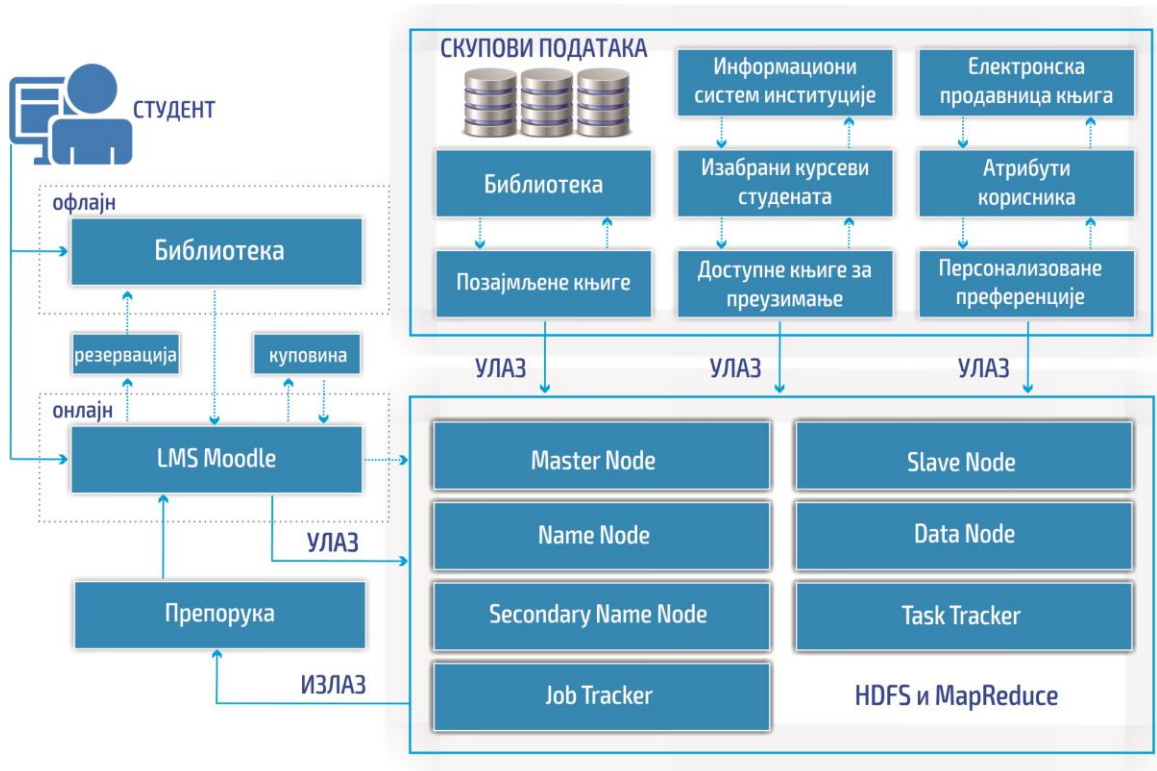 СТУДЕНТ
офлајн
Библиотека
резервација
куповина
онлајн
LMS Moodle
УЛАЗ
Препорука
ИЗЛАЗ
СКУПОВИ ПОДАТАКА
Библиотека
Позајмљене књиге
Информациони
систем институције
Изабрани курсеви
студената
Доступне књиге за
преузимање
Електронска
продавница књига
Атрибути
корисника
Персонализоване
преференције
УЛАЗ
УЛАЗ
УЛАЗ
Master Node
Name Node
Secondary Name Node
Job Tracker
Slave Node
Data Node
Task Tracker
HDFS и MapReduce